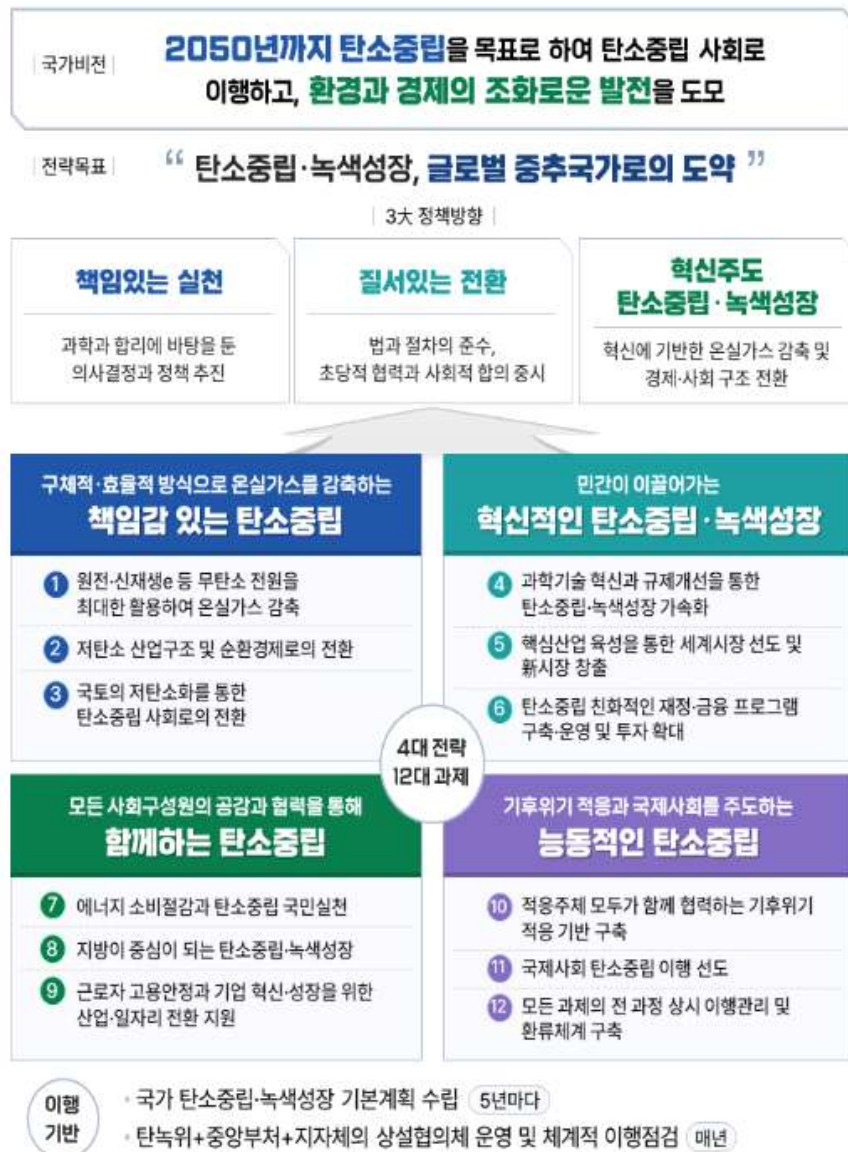 국가비전
2050년까지 탄소중립을 목표로 하여 탄소중립 사회로
이행하고, 환경과 경제의 조화로운 발전을 도모
전략목표
“ 탄소중립·녹색성장, 글로벌 중추국가로의 도약 ”
3大 정책방향
책임있는 실천
과학과 합리에 바탕을 둔
의사결정과 정책 추진
질서있는 전환
법과 절차의 준수,
초당적 협력과 사회적 합의 중시
혁신주도
탄소중립·녹색성장
혁신에 기반한 온실가스 감축 및
경제·사회 구조 전환
구체적·효율적 방식으로 온실가스를 감축하는
책임감 있는 탄소중립
1 원전·신재생e 등 무탄소 전원을
최대한 활용하여 온실가스 감축
2 저탄소 산업구조 및 순환경제로의 전환
3 국토의 저탄소화를 통한
탄소중립 사회로의 전환
민간이 이끌어가는
혁신적인 탄소중립·녹색성장
4 과학기술 혁신과 규제개선을 통한
탄소중립·녹색성장 가속화
5 핵심산업 육성을 통한 세계시장 선도 및
新시장 창출
6 탄소중립 친화적인 재정·금융 프로그램
구축·운영 및 투자 확대
4대 전략
12대 과제
모든 사회구성원의 공감과 협력을 통해
함께하는 탄소중립
7 에너지 소비절감과 탄소중립 국민실천
8 지방이 중심이 되는 탄소중립·녹색성장
9 근로자 고용안정과 기업 혁신·성장을 위한
산업·일자리 전환 지원
기후위기 적응과 국제사회를 주도하는
능동적인 탄소중립
10 적응주체 모두가 함께 협력하는 기후위기
적응 기반 구축
11 국제사회 탄소중립 이행 선도
12 모든 과제의 전 과정 상시 이행관리 및
환류체계 구축
이행
기반
· 국가 탄소중립·녹색성장 기본계획 수립 5년마다
· 탄녹위+중앙부처+지자체의 상설협의체 운영 및 체계적 이행점검 매년